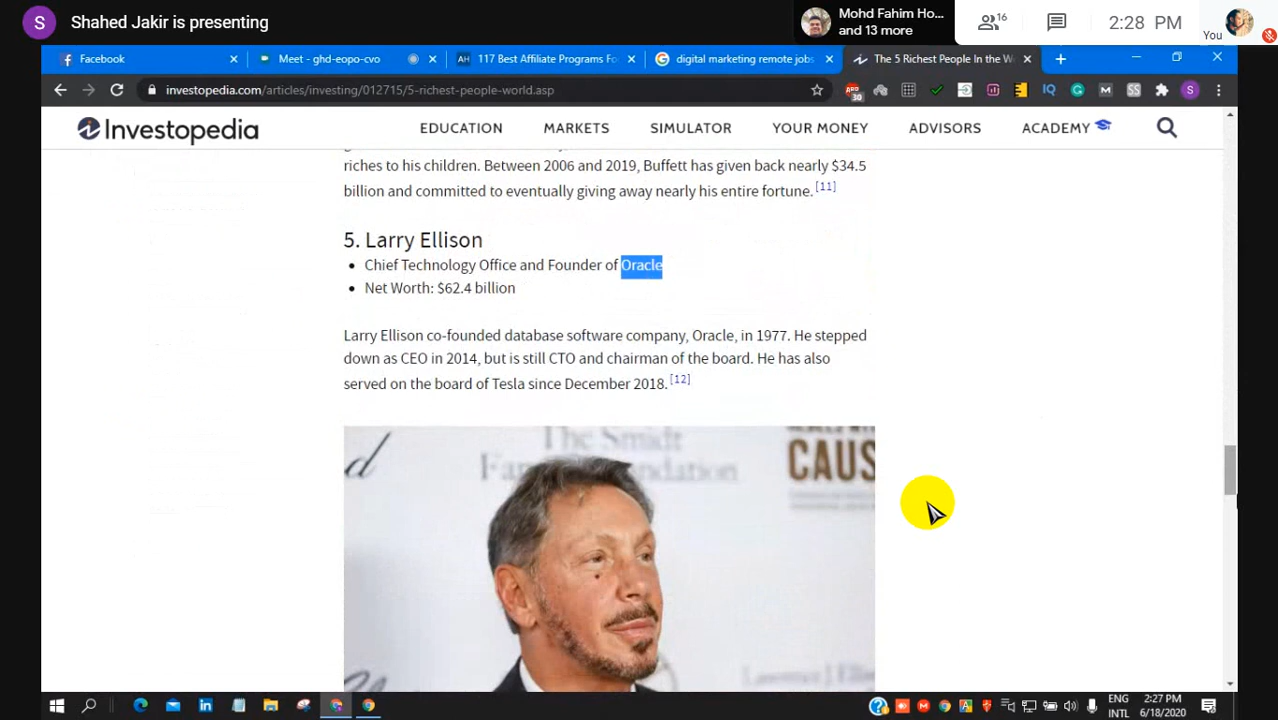 S Shahed Jakir is presenting
Mohd Fahim Ho...
and 13 more
16
2:28 PM
You
Facebook
Meet - ghd-eopo-cvo
AH 117 Best Affiliate Programs Fo
digital marketing remote jobs
The 5 Richest People In the W
investopedia.com/articles/investing/012715/5-richest-people-world.asp
30
IQ
M
SS
S
Investopedia
EDUCATION MARKETS SIMULATOR YOUR MONEY ADVISORS ACADEMY
riches to his children. Between 2006 and 2019, Buffett has given back nearly $34.5
billion and committed to eventually giving away nearly his entire fortune. [11]
5. Larry Ellison
• Chief Technology Office and Founder of Oracle
• Net Worth: $62.4 billion
Larry Ellison co-founded database software company, Oracle, in 1977. He stepped
down as CEO in 2014, but is still CTO and chairman of the board. He has also
served on the board of Tesla since December 2018. [12]
The Smidt
Foundation
CAUS
ENG
INTL
2:27 PM
6/18/2020